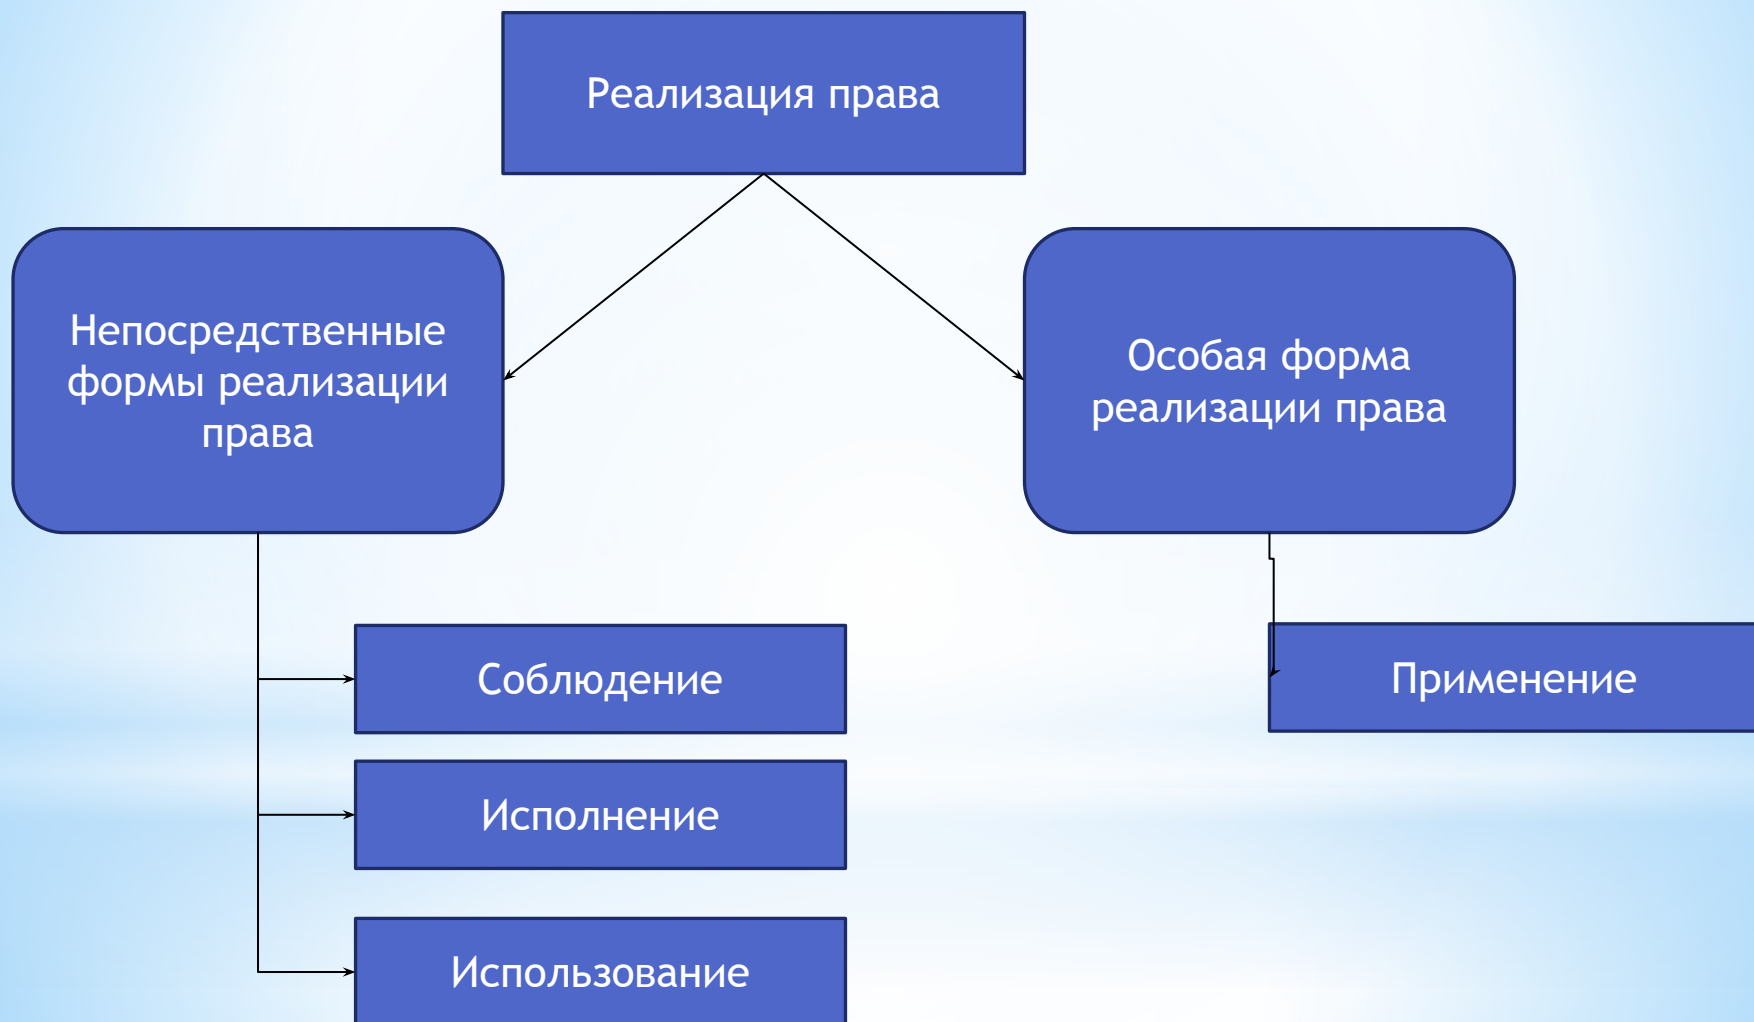 Реализация права
Непосредственные
формы реализации
права
Особая форма
реализации права
Соблюдение
Исполнение
Использование
Применение